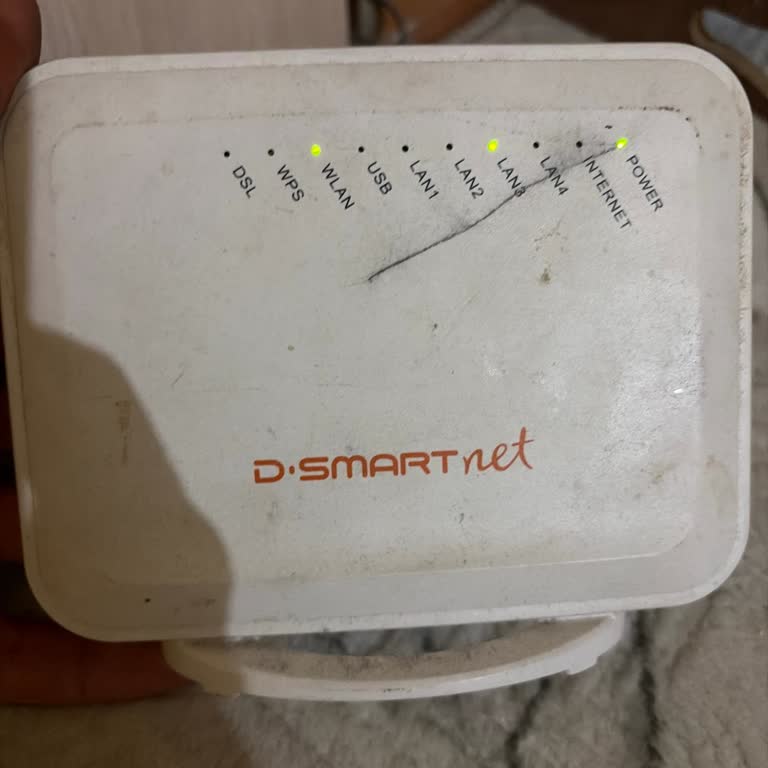 DSL WPS WLAN USB LAN1 LAN2 LAN3 LAN4 INTERNET POWER
D·SMARTnet